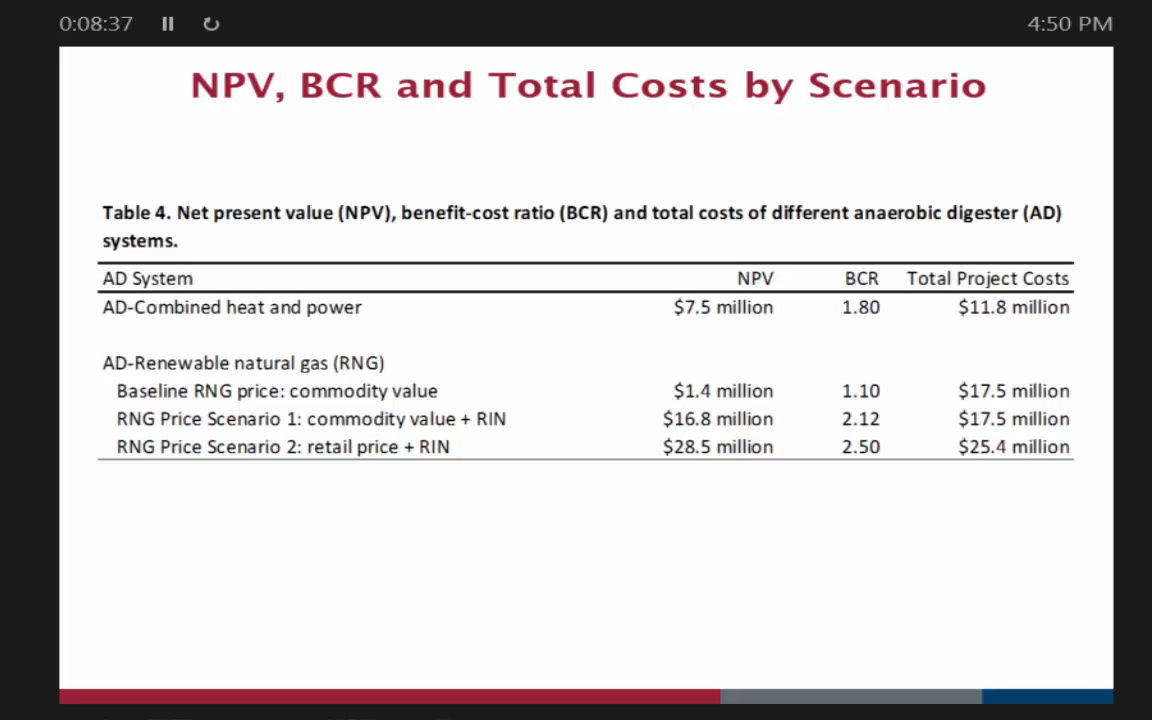 0:08:37
4:50 PM
NPV, BCR and Total Costs by Scenario
Table 4. Net present value (NPV), benefit-cost ratio (BCR) and total costs of different anaerobic digester (AD)
systems.
AD System NPV BCR Total Project Costs
AD-Combined heat and power $7.5 million 1.80 $11.8 million
AD-Renewable natural gas (RNG)
Baseline RNG price: commodity value $1.4 million 1.10 $17.5 million
RNG Price Scenario 1: commodity value + RIN $16.8 million 2.12 $17.5 million
RNG Price Scenario 2: retail price + RIN $28.5 million 2.50 $25.4 million